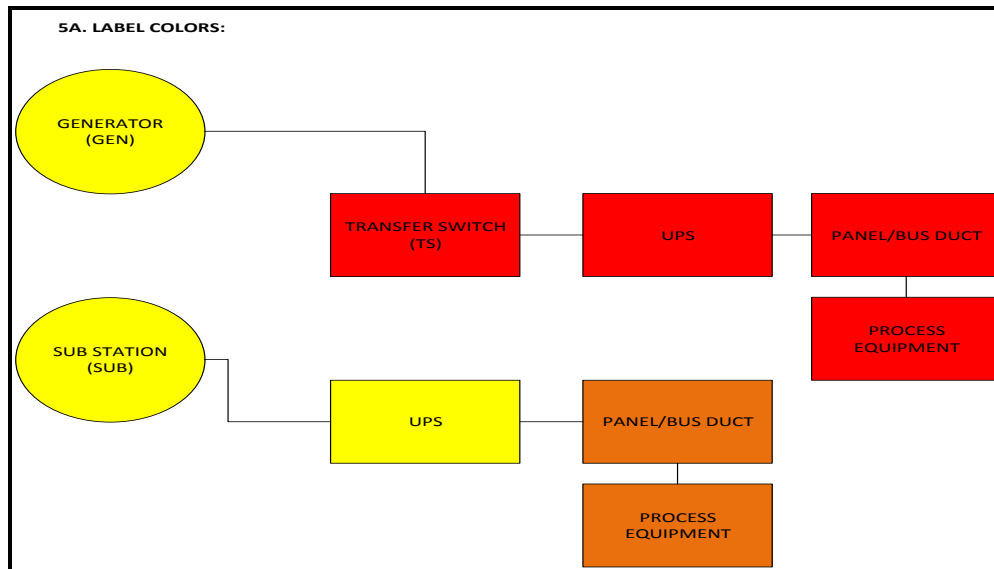 5A. LABEL COLORS:
GENERATOR
(GEN)
TRANSFER SWITCH
(TS)
UPS
PANEL/BUS DUCT
PROCESS
EQUIPMENT
SUB STATION
(SUB)
UPS
PANEL/BUS DUCT
PROCESS
EQUIPMENT